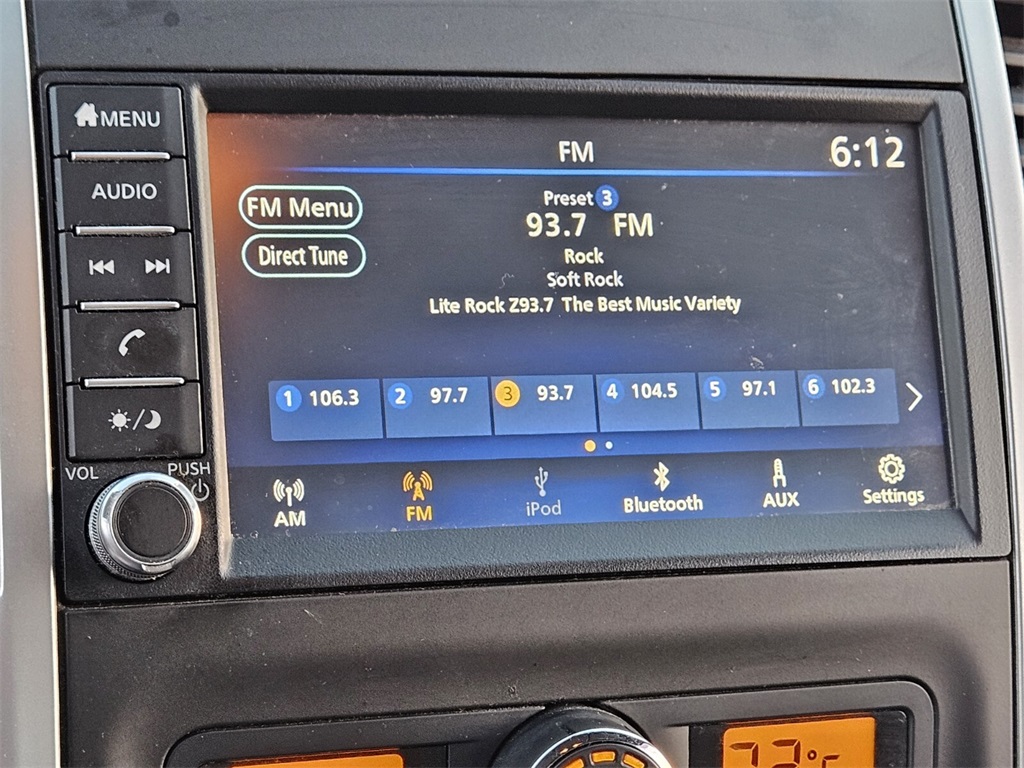 MENU
AUDIO
VOL
PUSH
FM
6:12
FM Menu
Direct Tune
Preset 3
93.7 FM
Rock
Soft Rock
Lite Rock Z93.7 The Best Music Variety
1 106.3
2 97.7
3 93.7
4 104.5
5 97.1
6 102.3
AM
FM
iPod
Bluetooth
AUX
Settings